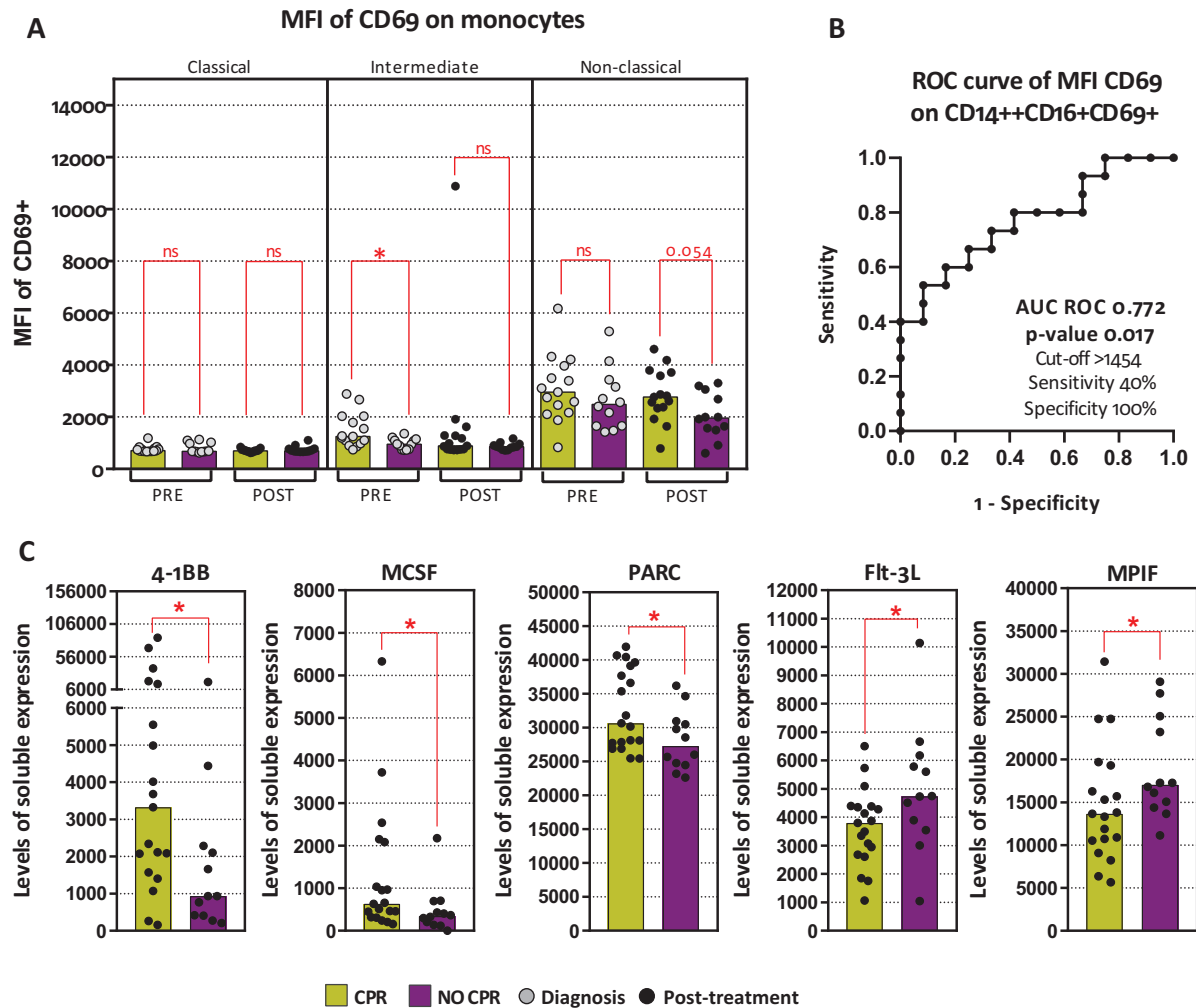 A
MFI of CD69 on monocytes
Classical
Intermediate
Non-classical
MFI of CD69+
14000
12000
10000
8000
6000
4000
2000
0
ns
ns
*
ns
ns
0.054
PRE
POST
PRE
POST
PRE
POST
B
ROC curve of MFI CD69
on CD14++CD16+CD69+
Sensitivity
1.0
0.8
0.6
0.4
0.2
0.0
AUC ROC 0.772
p-value 0.017
Cut-off >1454
Sensitivity 40%
Specificity 100%
0.0
0.2
0.4
0.6
0.8
1.0
1 - Specificity
C
4-1BB
Levels of soluble expression
156000
106000
56000
6000
6000
5000
4000
3000
2000
1000
0
*
MCSF
Levels of soluble expression
8000
7000
6000
5000
4000
3000
2000
1000
0
*
PARC
Levels of soluble expression
50000
45000
40000
35000
30000
25000
20000
15000
10000
5000
0
*
Flt-3L
Levels of soluble expression
12000
11000
10000
9000
8000
7000
6000
5000
4000
3000
2000
1000
0
*
MPIF
Levels of soluble expression
40000
35000
30000
25000
20000
15000
10000
5000
0
*
CPR
NO CPR
Diagnosis
Post-treatment